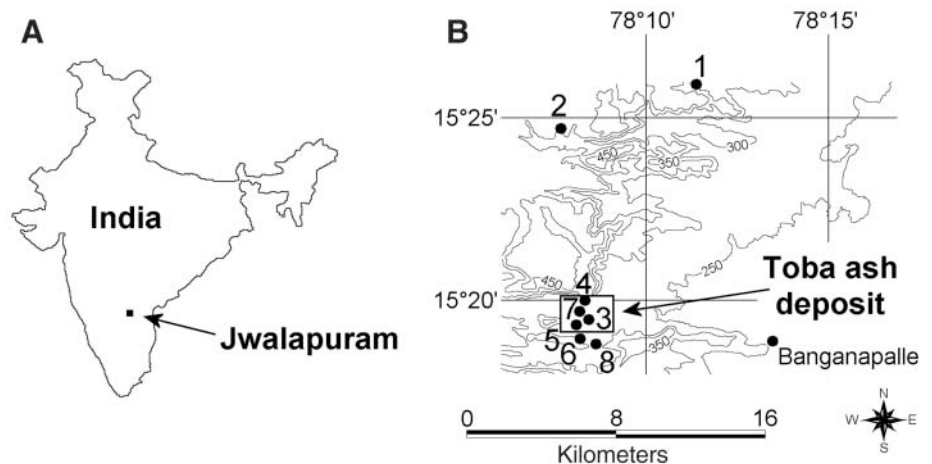 A
India
Jwalapuram
B
78°10'
78°15'
1
15°25'
2
450
350
300
250
Toba ash
deposit
450
15°20'
4
7
3
5
6
8
350
Banganapalle
0
8
16
Kilometers
N
W
E
S